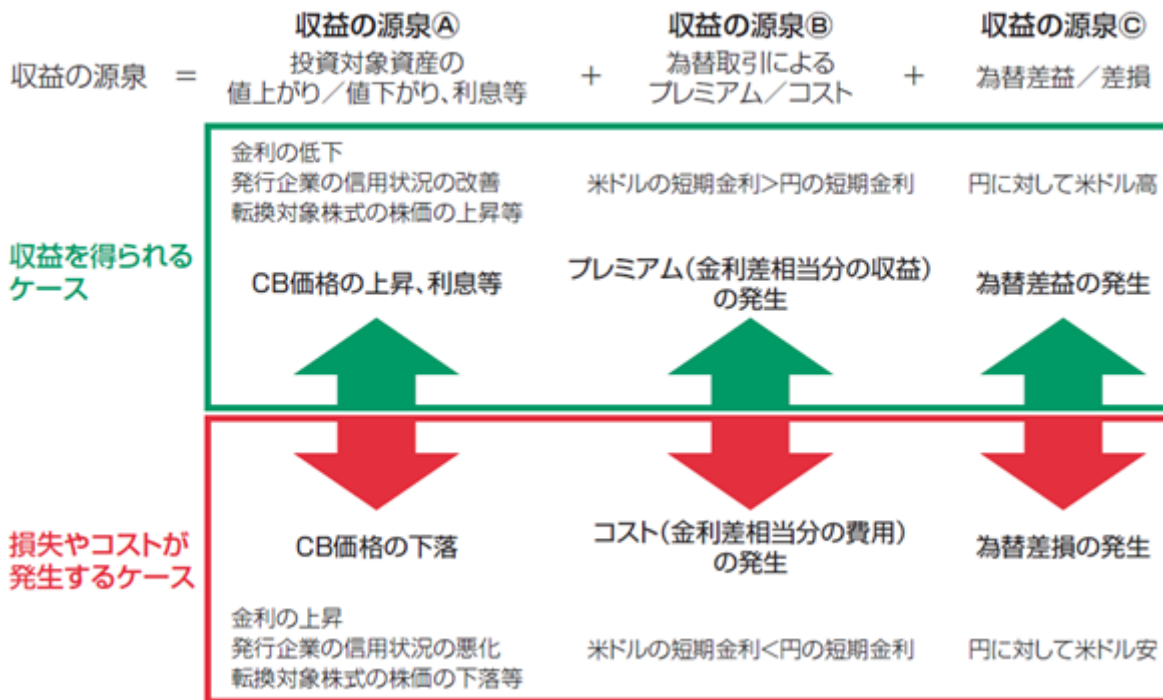 収益の源泉Ⓐ
収益の源泉Ⓑ
収益の源泉Ⓒ
収益の源泉
=
投資対象資産の
値上がり／値下がり、利息等
+
為替取引による
プレミアム／コスト
+
為替差益／差損
収益を得られる
ケース
金利の低下
発行企業の信用状況の改善
転換対象株式の株価の上昇等
米ドルの短期金利>円の短期金利
円に対して米ドル高
CB価格の上昇、利息等
プレミアム(金利差相当分の収益)
の発生
為替差益の発生
損失やコストが
発生するケース
CB価格の下落
コスト(金利差相当分の費用)
の発生
為替差損の発生
金利の上昇
発行企業の信用状況の悪化
転換対象株式の株価の下落等
米ドルの短期金利<円の短期金利
円に対して米ドル安